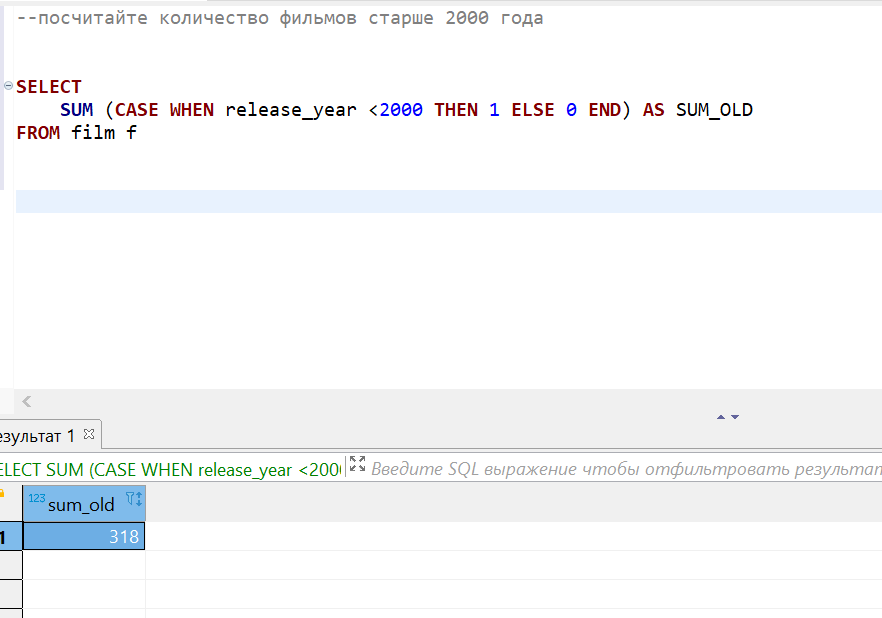 --посчитайте количество фильмов старше 2000 года
SELECT
SUM (CASE WHEN release_year <2000 THEN 1 ELSE 0 END) AS SUM_OLD
FROM film f
езультат 1
ELECT SUM (CASE WHEN release_year <200
Введите SQL выражение чтобы отфильтровать результат
123 sum_old
1 318